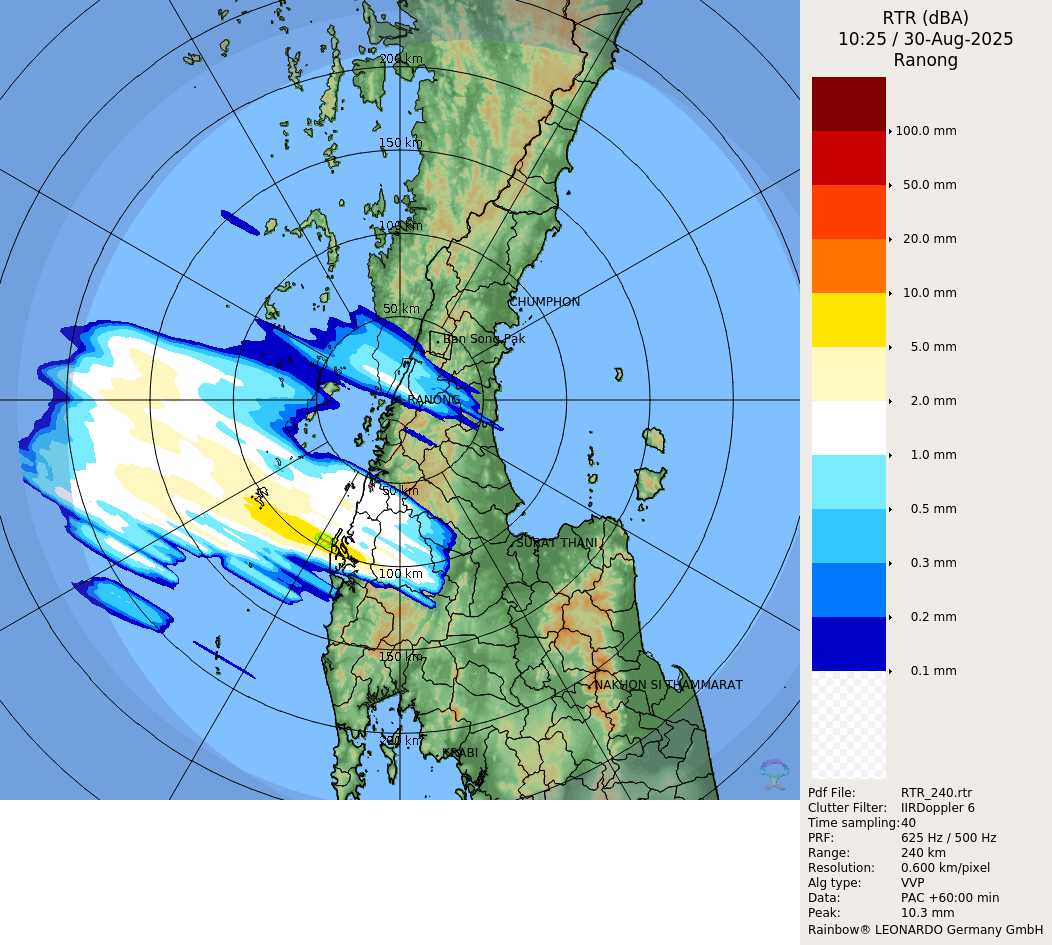 RTR (dBA)
10:25 / 30-Aug-2025
Ranong
100.0 mm
50.0 mm
20.0 mm
10.0 mm
5.0 mm
2.0 mm
1.0 mm
0.5 mm
0.3 mm
0.2 mm
0.1 mm
200 km
150 km
100 km
50 km
CHUMPHON
Ban Song Pak
RANONG
50 km
SURAT THANI
100 km
150 km
NAKHON SI THAMMARAT
200 km
KRABI
Pdf File: RTR_240.rtr
Clutter Filter: IIRDoppler 6
Time sampling:40
PRF: 625 Hz / 500 Hz
Range: 240 km
Resolution: 0.600 km/pixel
Alg type: VVP
Data: PAC +60:00 min
Peak: 10.3 mm
Rainbow® LEONARDO Germany GmbH